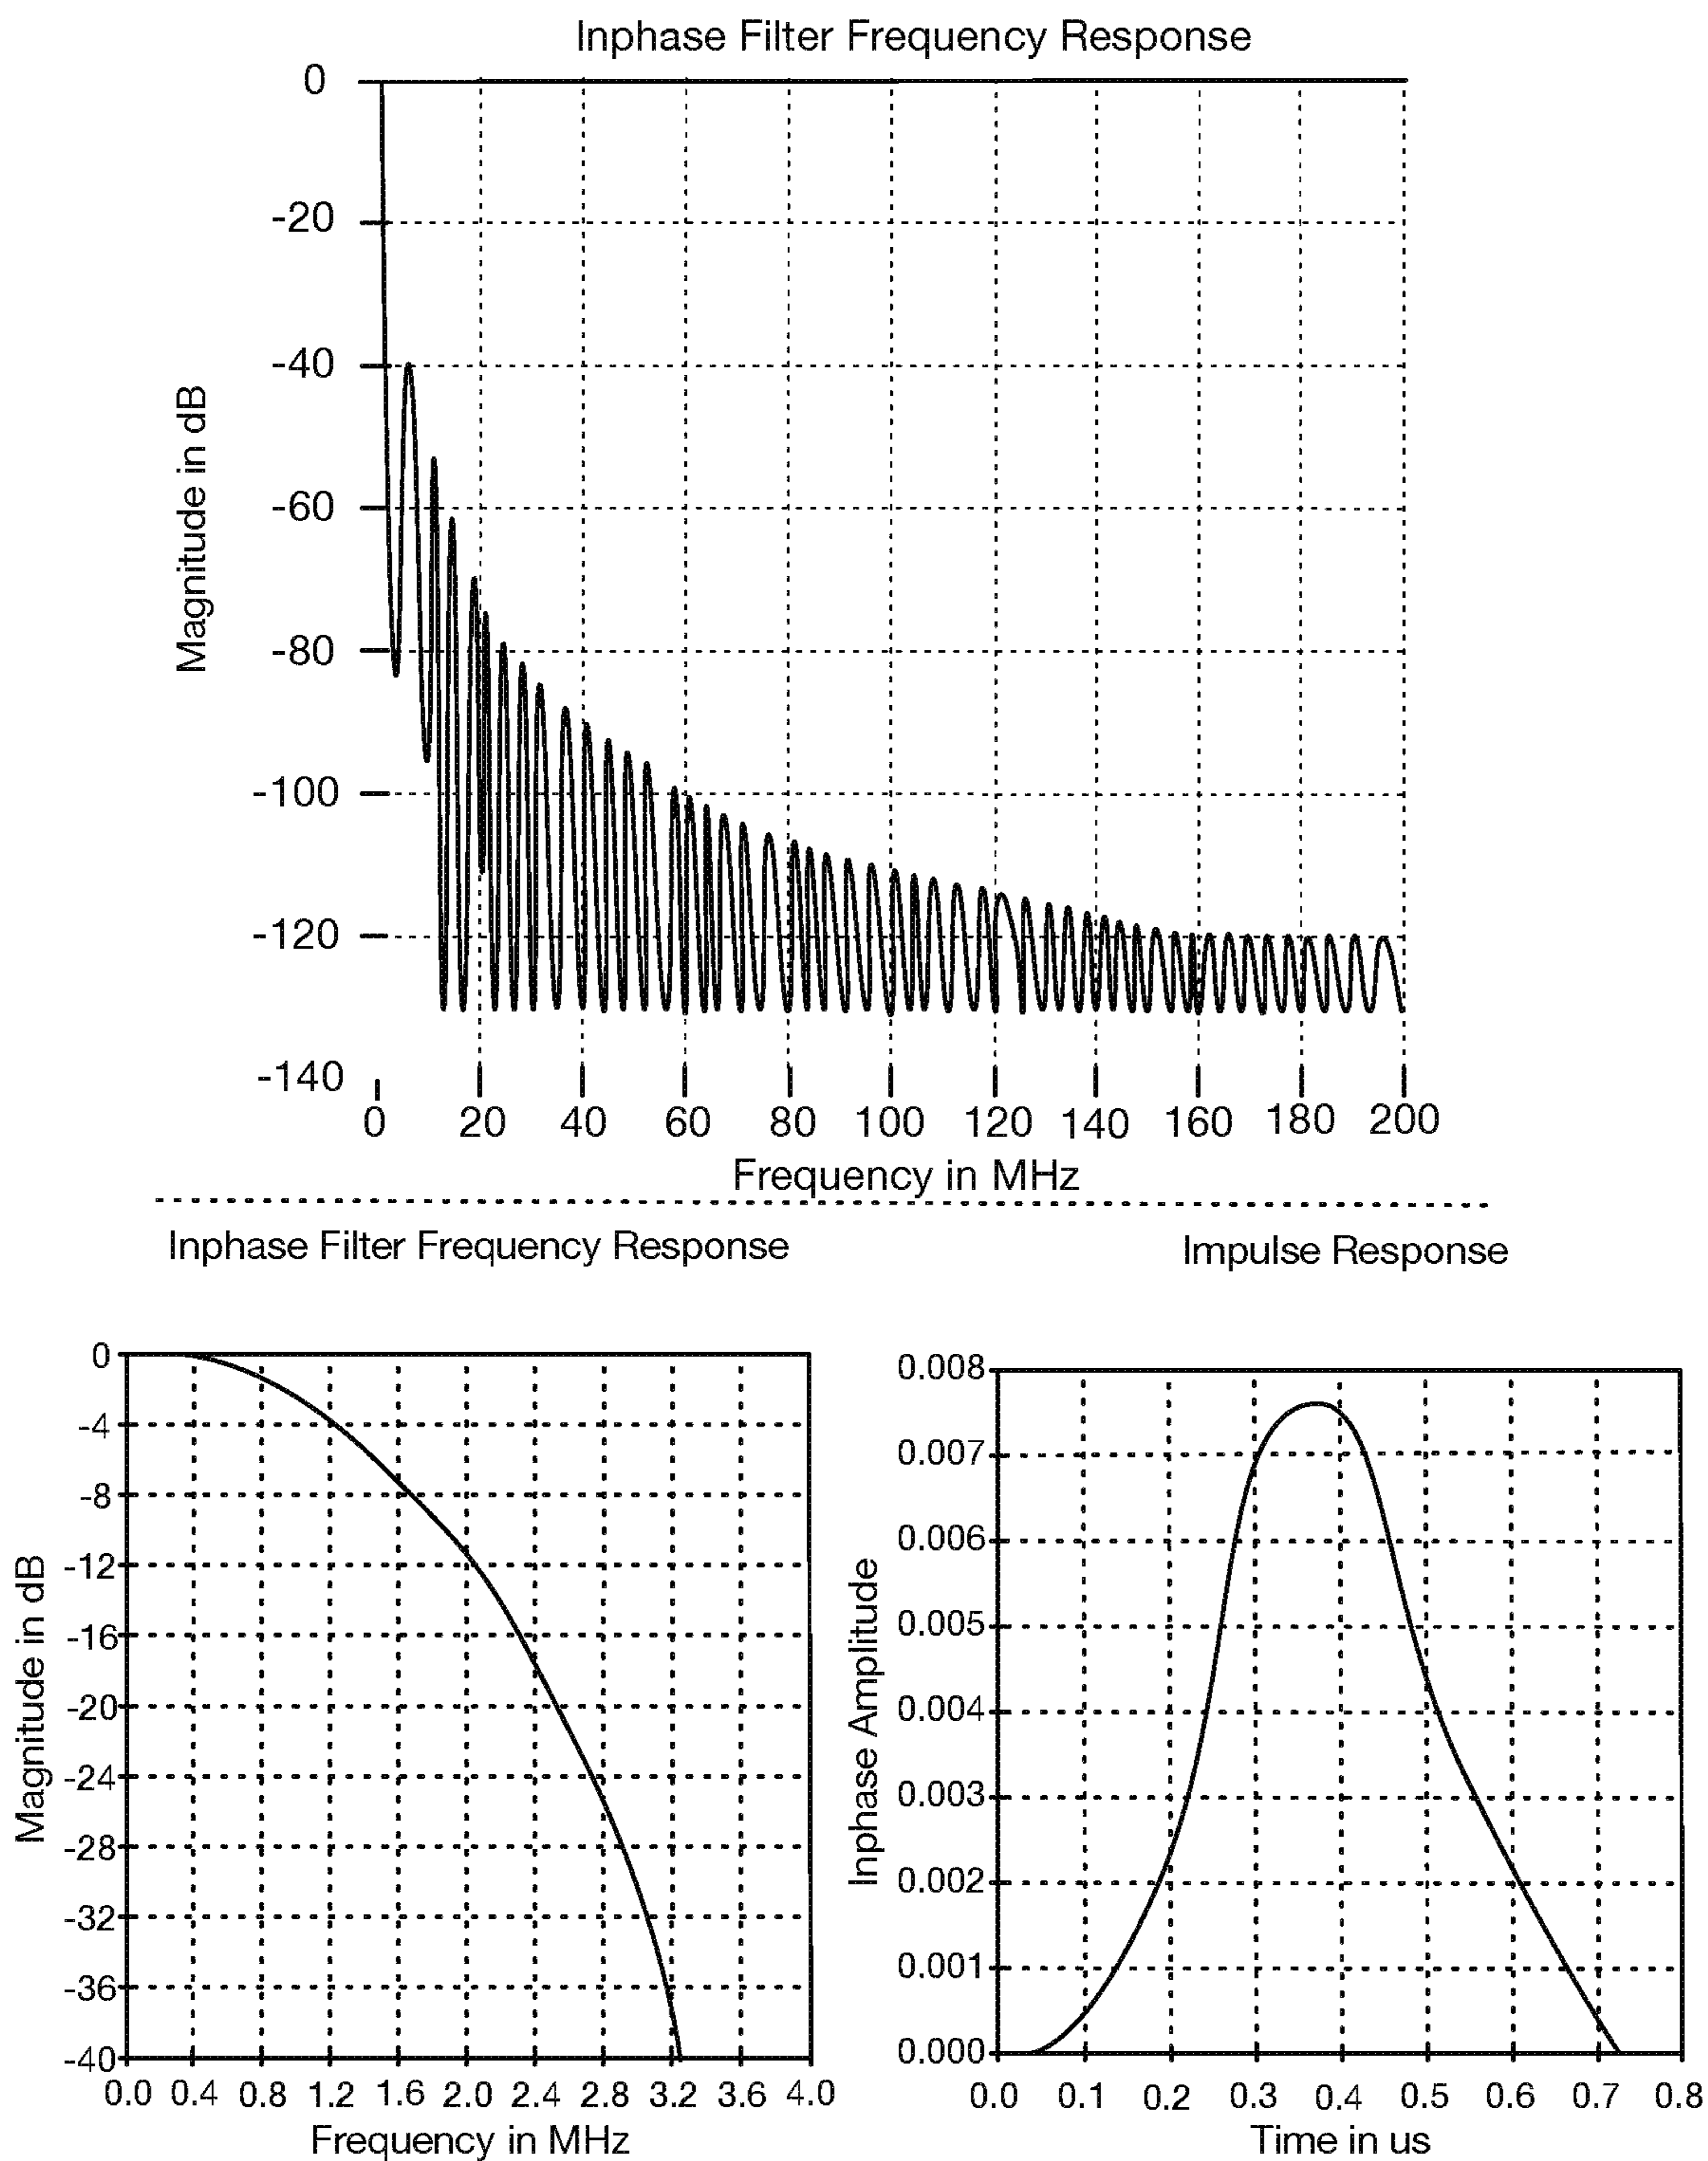 Inphase Filter Frequency Response
0
-20
-40
-60
-80
-100
-120
-140
Magnitude in dB
0 20 40 60 80 100 120 140 160 180 200
Frequency in MHz
Inphase Filter Frequency Response
0
-4
-8
-12
-16
-20
-24
-28
-32
-36
-40
Magnitude in dB
0.0 0.4 0.8 1.2 1.6 2.0 2.4 2.8 3.2 3.6 4.0
Frequency in MHz
Impulse Response
0.008
0.007
0.006
0.005
0.004
0.003
0.002
0.001
0.000
Inphase Amplitude
0.0 0.1 0.2 0.3 0.4 0.5 0.6 0.7 0.8
Time in us